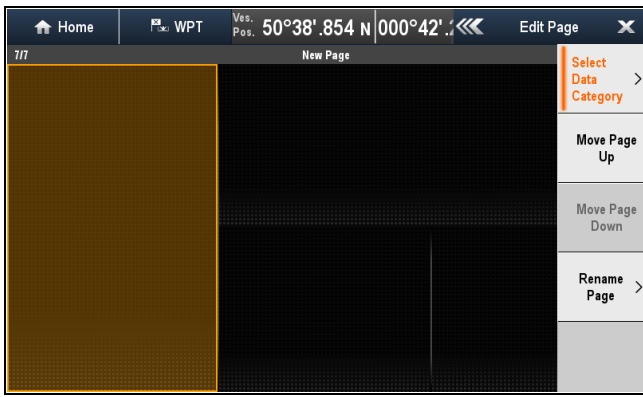 Home
WPT
Ves. Pos. 50°38'.854 N 000°42'.
Edit Page
X
7/7
New Page
Select
Data
Category
Move Page
Up
Move Page
Down
Rename
Page